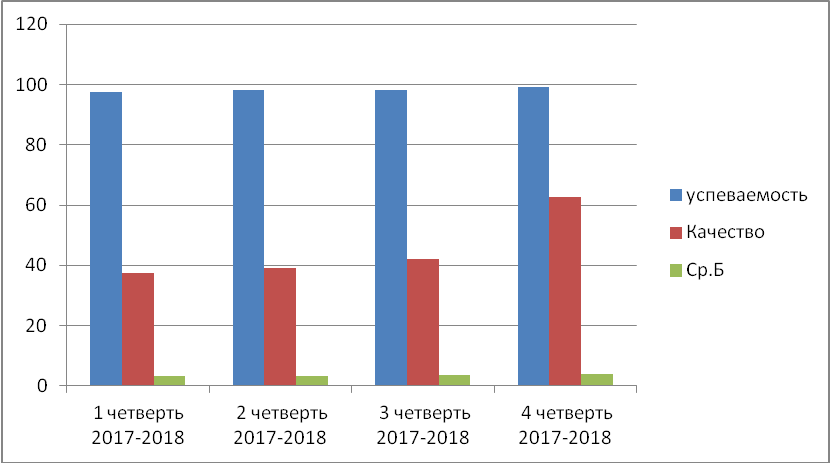 120
100
80
60
40
20
0
1 четверть
2017-2018
2 четверть
2017-2018
3 четверть
2017-2018
4 четверть
2017-2018
успеваемость
Качество
Ср.Б